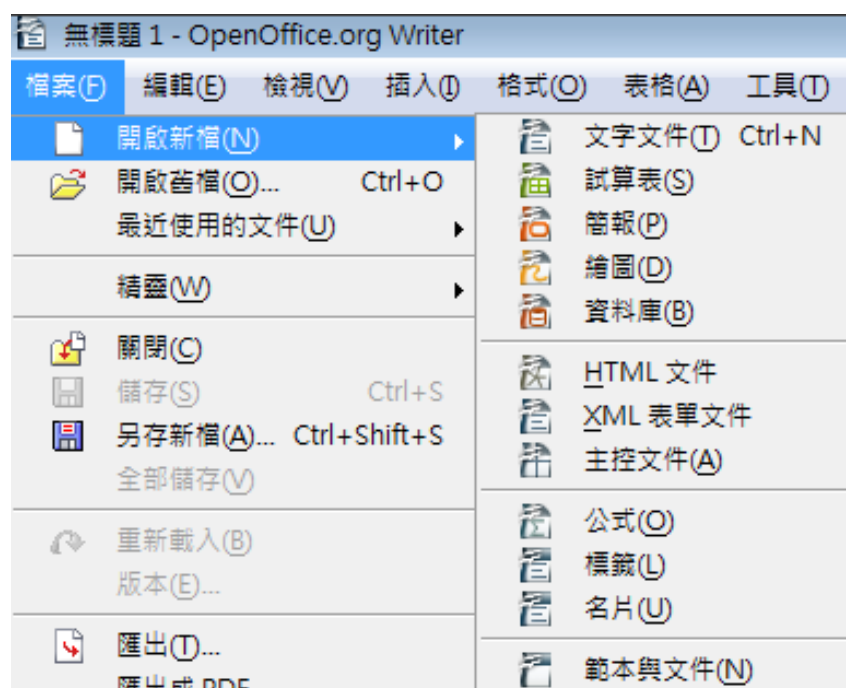 無標題 1 - OpenOffice.org Writer
檔案(F) 編輯(E) 檢視(V) 插入(I) 格式(O) 表格(A) 工具(T)
開啟新檔(N)
開啟舊檔(O)... Ctrl+O
最近使用的文件(U)
精靈(W)
關閉(C)
儲存(S) Ctrl+S
另存新檔(A)... Ctrl+Shift+S
全部儲存(V)
重新載入(B)
版本(E)...
匯出(T)...
匯出成 PDF
文字文件(T) Ctrl+N
試算表(S)
簡報(P)
繪圖(D)
資料庫(B)
HTML 文件
XML 表單文件
主控文件(A)
公式(O)
標籤(L)
名片(U)
範本與文件(N)